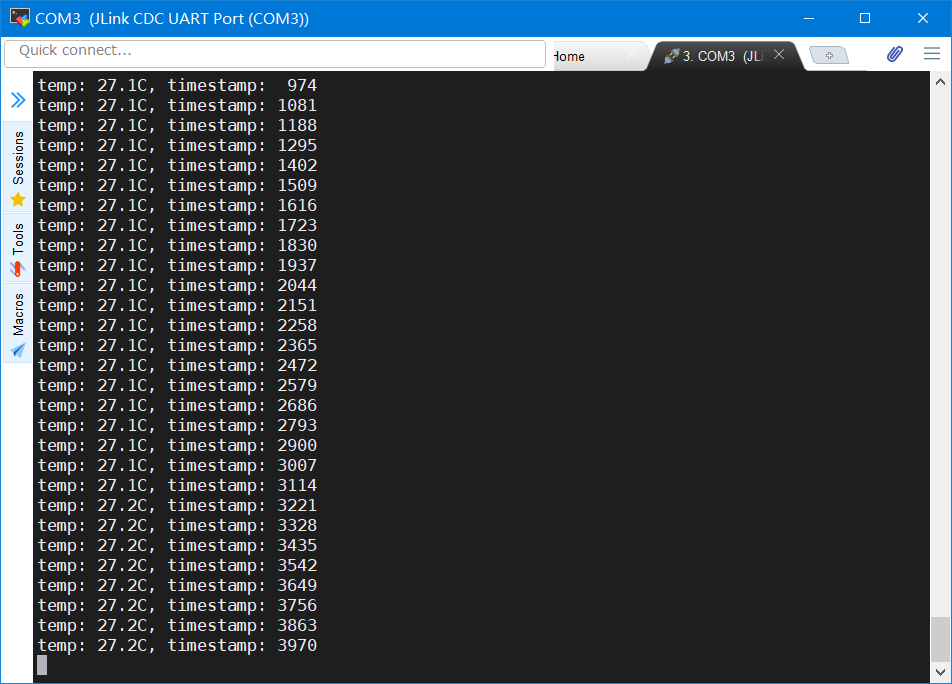 COM3  (JLink CDC UART Port (COM3))
Quick connect...
Home
3. COM3  (JLi
Sessions
Tools
Macros
temp: 27.1C, timestamp:  974
temp: 27.1C, timestamp: 1081
temp: 27.1C, timestamp: 1188
temp: 27.1C, timestamp: 1295
temp: 27.1C, timestamp: 1402
temp: 27.1C, timestamp: 1509
temp: 27.1C, timestamp: 1616
temp: 27.1C, timestamp: 1723
temp: 27.1C, timestamp: 1830
temp: 27.1C, timestamp: 1937
temp: 27.1C, timestamp: 2044
temp: 27.1C, timestamp: 2151
temp: 27.1C, timestamp: 2258
temp: 27.1C, timestamp: 2365
temp: 27.1C, timestamp: 2472
temp: 27.1C, timestamp: 2579
temp: 27.1C, timestamp: 2686
temp: 27.1C, timestamp: 2793
temp: 27.1C, timestamp: 2900
temp: 27.1C, timestamp: 3007
temp: 27.1C, timestamp: 3114
temp: 27.2C, timestamp: 3221
temp: 27.2C, timestamp: 3328
temp: 27.2C, timestamp: 3435
temp: 27.2C, timestamp: 3542
temp: 27.2C, timestamp: 3649
temp: 27.2C, timestamp: 3756
temp: 27.2C, timestamp: 3863
temp: 27.2C, timestamp: 3970